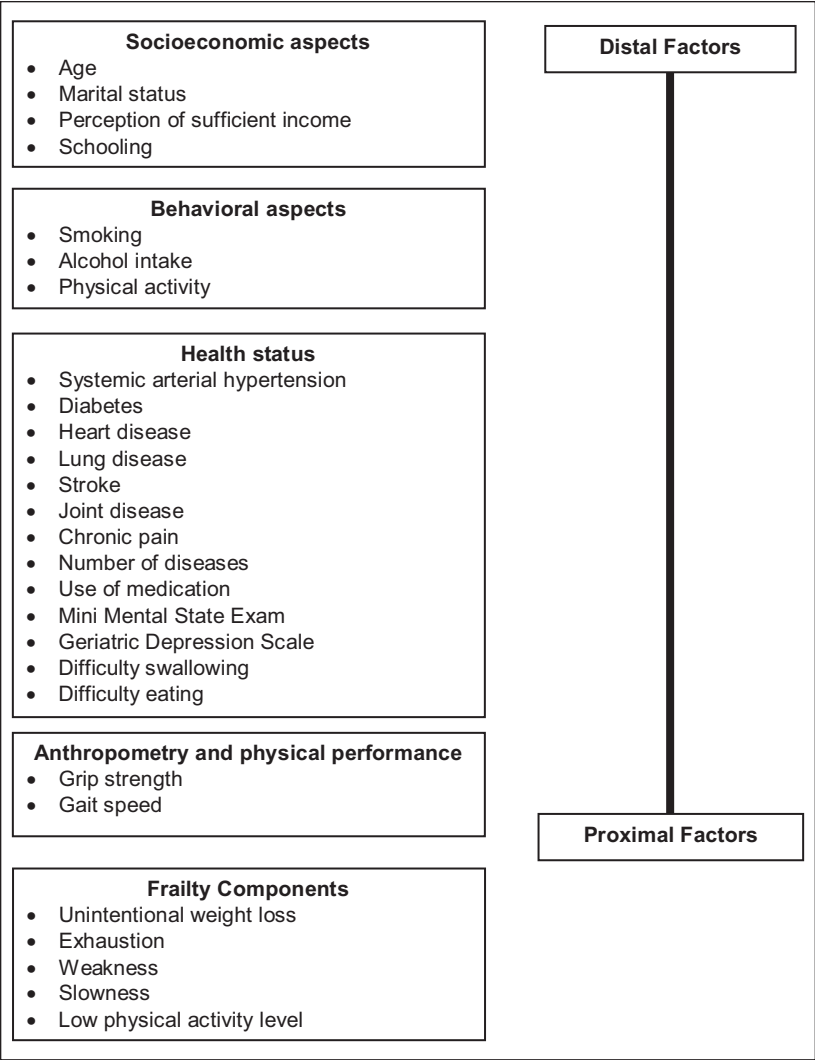 Socioeconomic aspects
• Age
• Marital status
• Perception of sufficient income
• Schooling
Behavioral aspects
• Smoking
• Alcohol intake
• Physical activity
Health status
• Systemic arterial hypertension
• Diabetes
• Heart disease
• Lung disease
• Stroke
• Joint disease
• Chronic pain
• Number of diseases
• Use of medication
• Mini Mental State Exam
• Geriatric Depression Scale
• Difficulty swallowing
• Difficulty eating
Anthropometry and physical performance
• Grip strength
• Gait speed
Frailty Components
• Unintentional weight loss
• Exhaustion
• Weakness
• Slowness
• Low physical activity level
Distal Factors
Proximal Factors